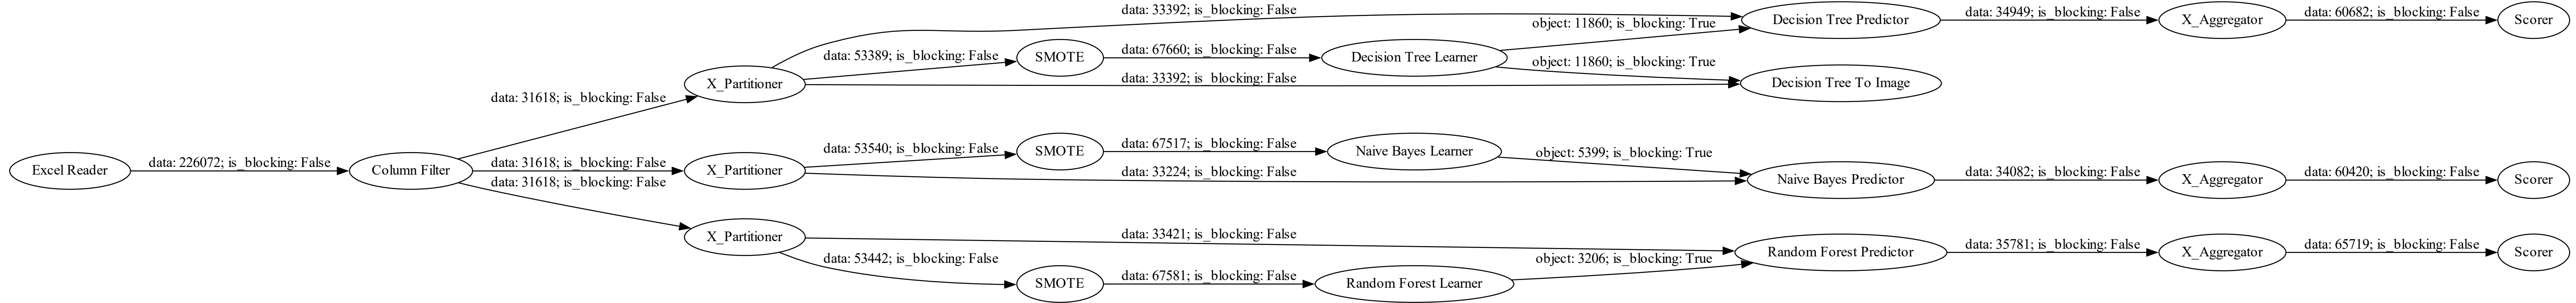 data: 33392; is_blocking: False
Decision Tree Predictor
data: 34949; is_blocking: False
X_Aggregator
data: 60682; is_blocking: False
Scorer
object: 11860; is_blocking: True
data: 53389; is_blocking: False
SMOTE
data: 67660; is_blocking: False
Decision Tree Learner
object: 11860; is_blocking: True
X_Partitioner
data: 33392; is_blocking: False
Decision Tree To Image
data: 31618; is_blocking: False
data: 53540; is_blocking: False
SMOTE
data: 67517; is_blocking: False
Naive Bayes Learner
object: 5399; is_blocking: True
Excel Reader
data: 226072; is_blocking: False
Column Filter
data: 31618; is_blocking: False
X_Partitioner
data: 33224; is_blocking: False
Naive Bayes Predictor
data: 34082; is_blocking: False
X_Aggregator
data: 60420; is_blocking: False
Scorer
data: 31618; is_blocking: False
X_Partitioner
data: 33421; is_blocking: False
Random Forest Predictor
data: 35781; is_blocking: False
X_Aggregator
data: 65719; is_blocking: False
Scorer
data: 53442; is_blocking: False
SMOTE
data: 67581; is_blocking: False
Random Forest Learner
object: 3206; is_blocking: True